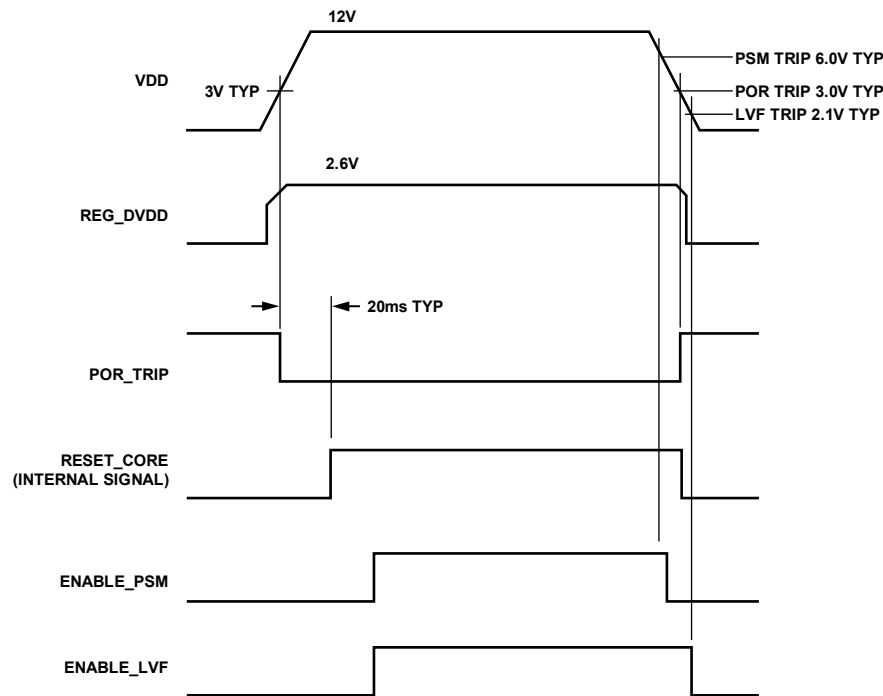 12V
VDD
3V TYP
PSM TRIP 6.0V TYP
POR TRIP 3.0V TYP
LVF TRIP 2.1V TYP
2.6V
REG_DVDD
20ms TYP
POR_TRIP
RESET_CORE
(INTERNAL SIGNAL)
ENABLE_PSM
ENABLE_LVF